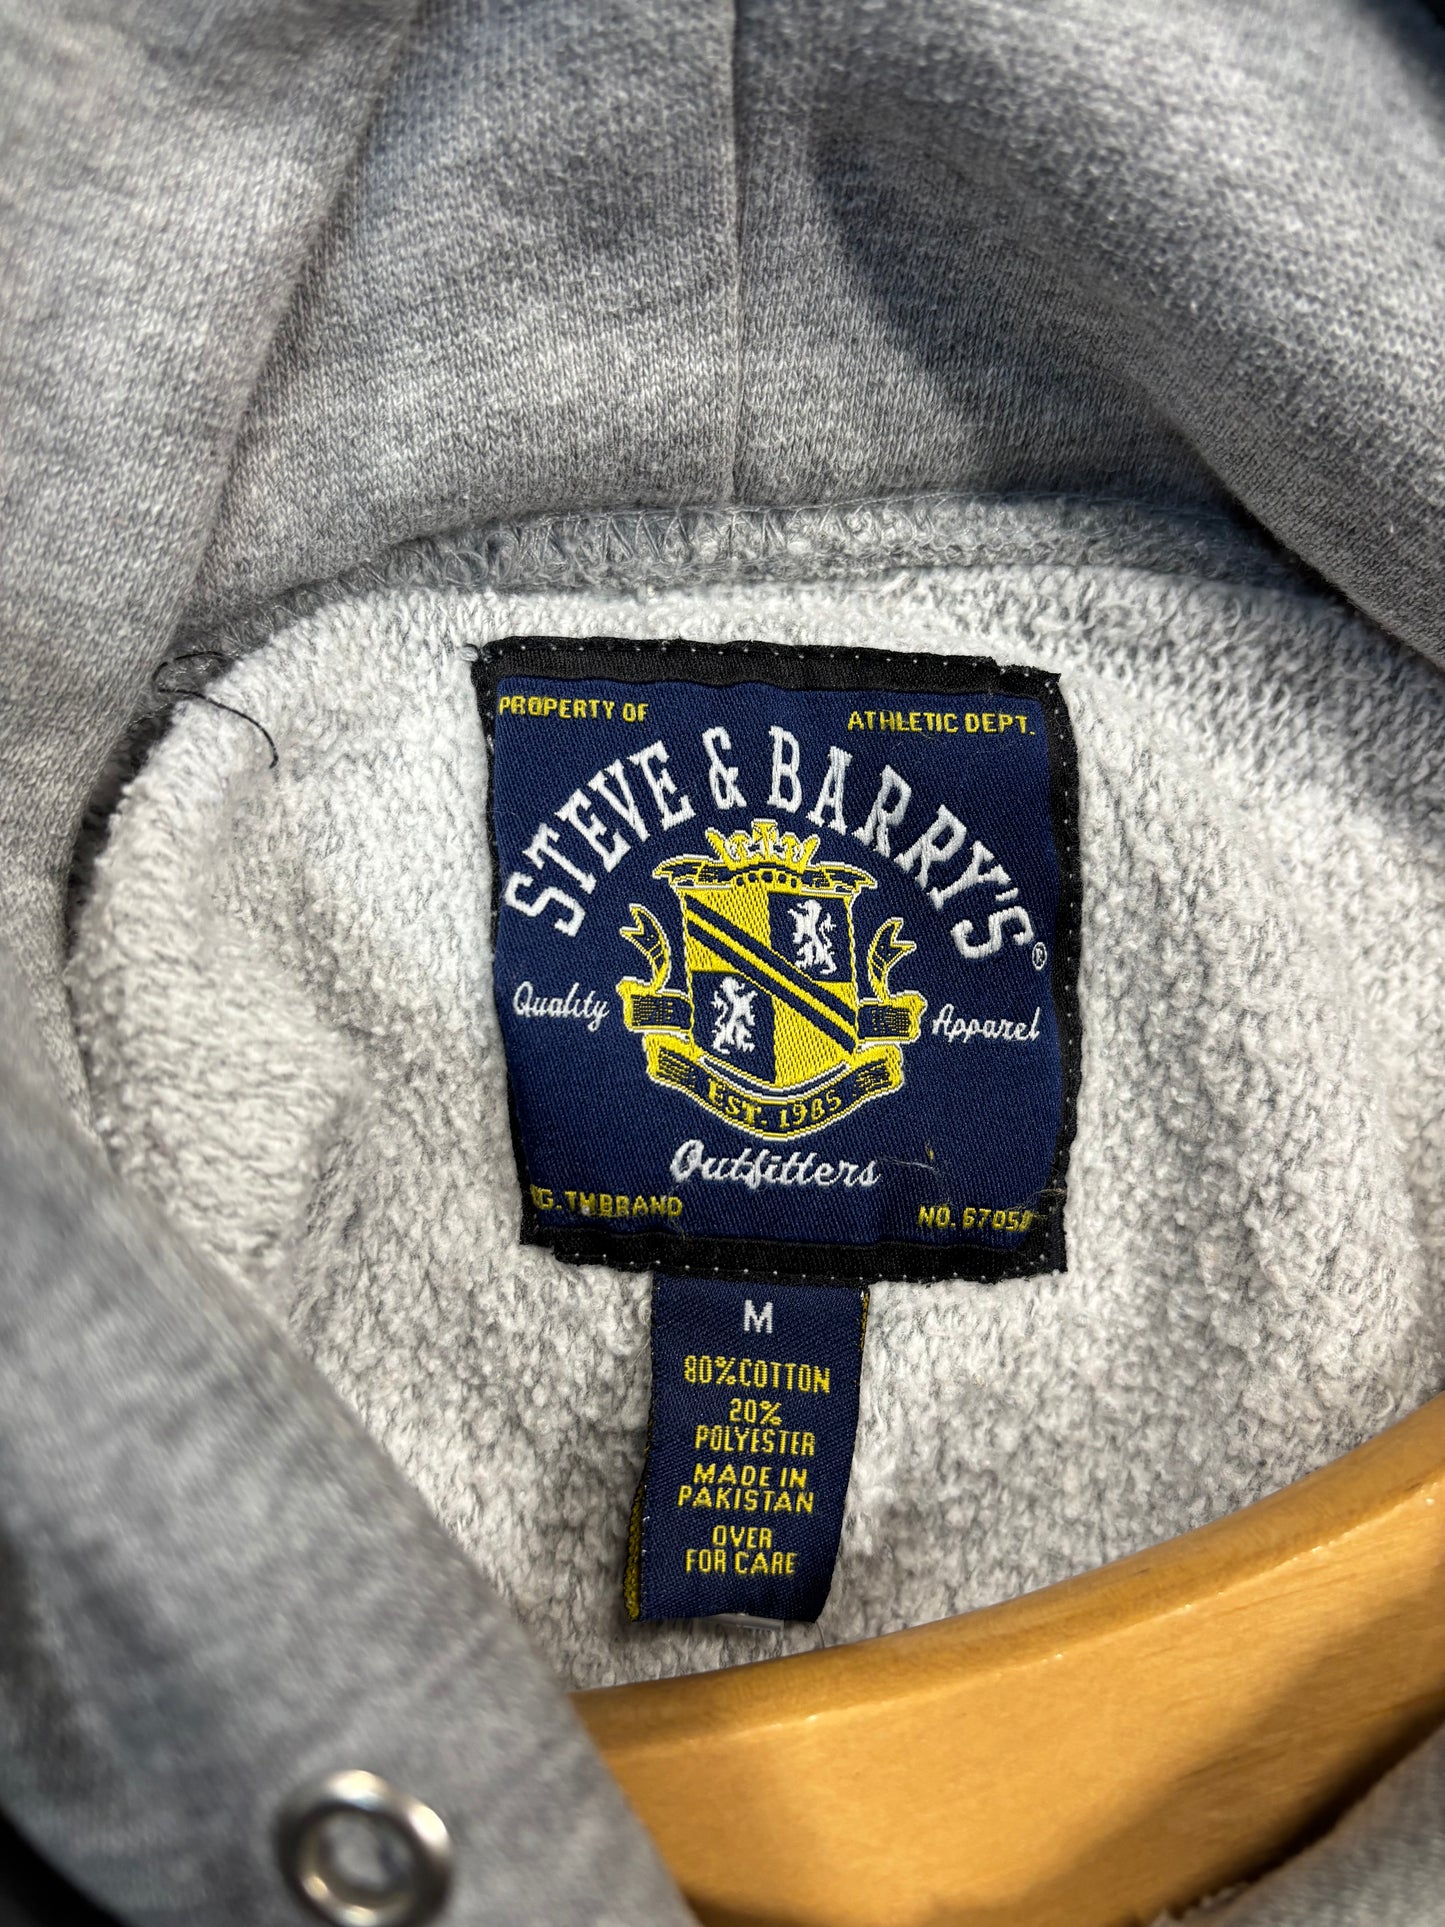 PROPERTY OF ATHLETIC DEPT.
STEVE & BARRY'S®
Quality Apparel
EST. 1985
Outfitters
G. TMBRAND
M
80% COTTON
20%
POLYESTER
MADE IN
PAKISTAN
OVER
FOR CARE